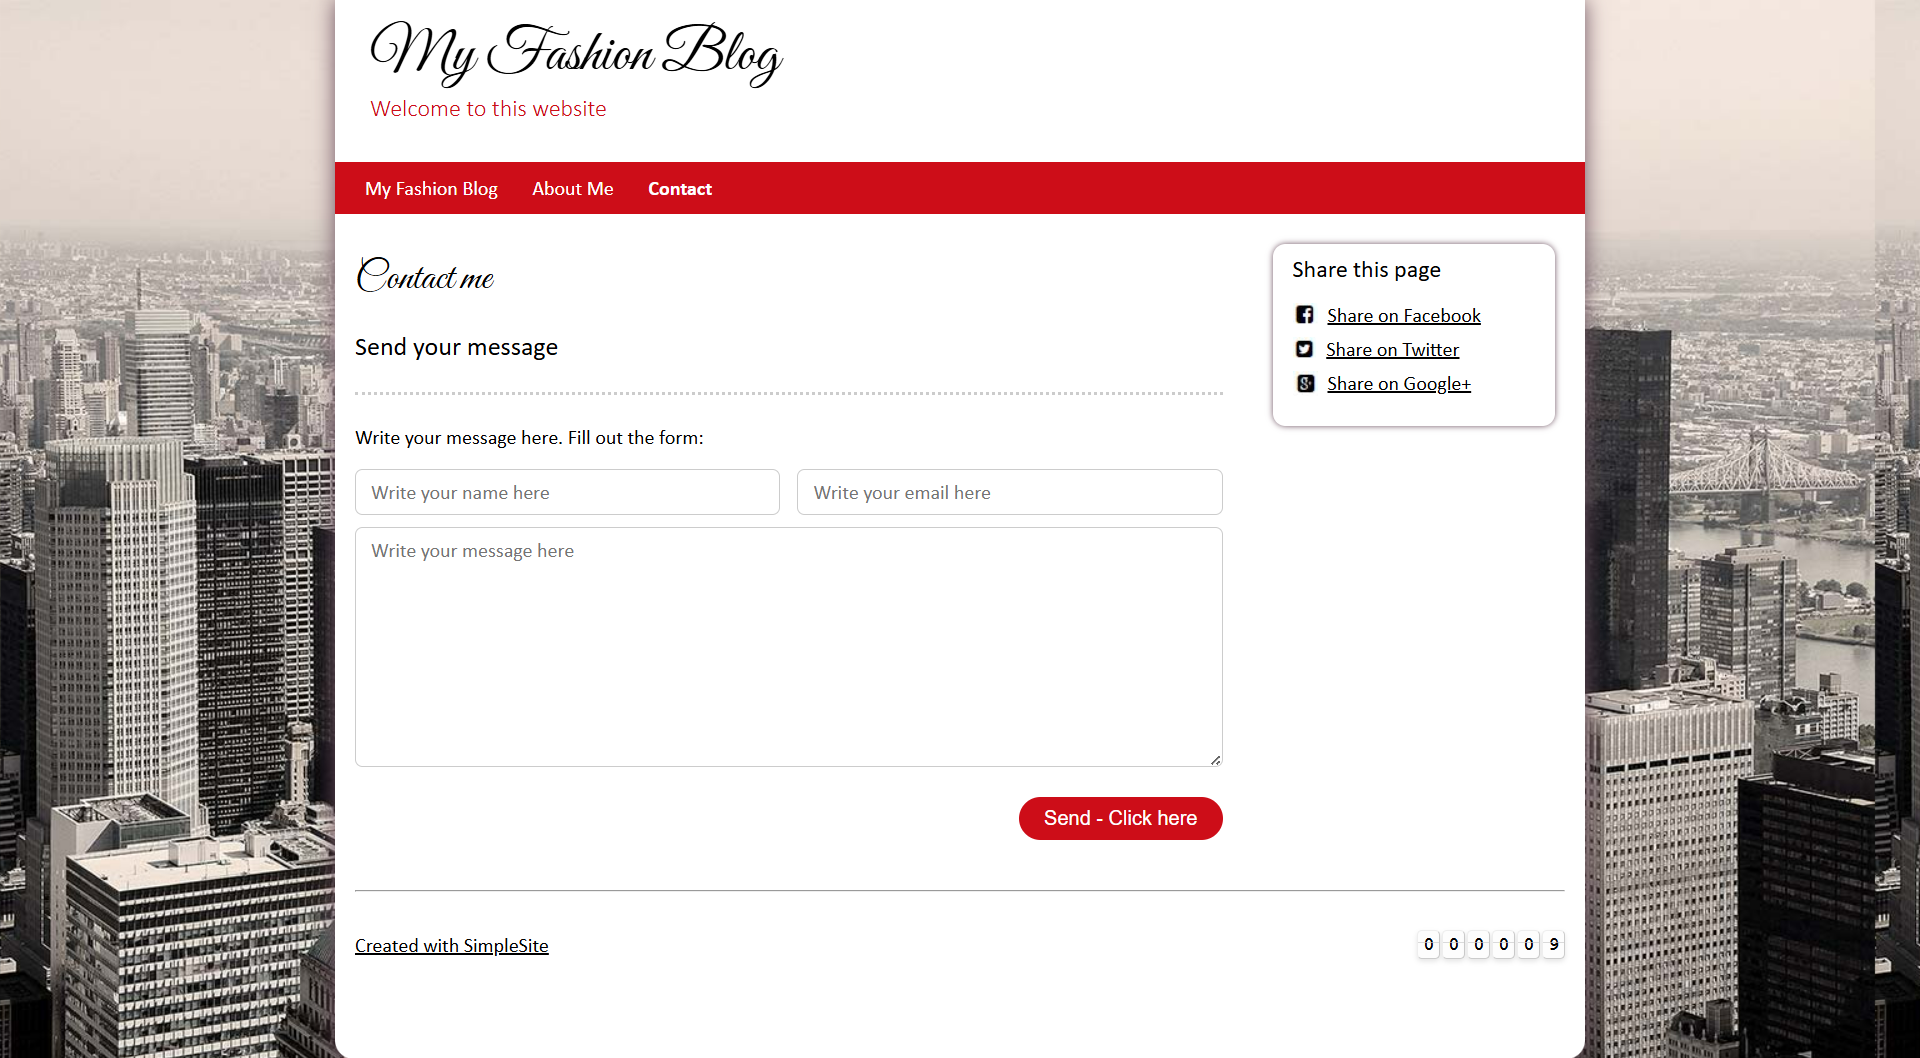 My Fashion Blog
Welcome to this website
My Fashion Blog About Me Contact
Contact me
Send your message
Write your message here. Fill out the form:
Write your name here Write your email here
Write your message here
Send - Click here
Share this page
Share on Facebook
Share on Twitter
Share on Google+
Created with SimpleSite
0 0 0 0 0 9